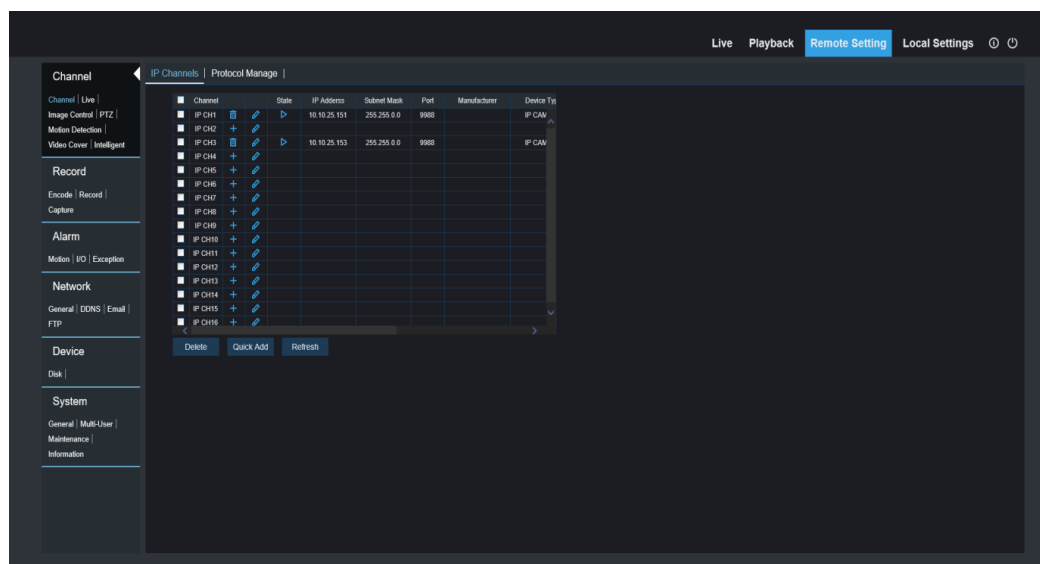 Live Playback Remote Setting Local Settings
Channel
Channel | Live |
Image Control | PTZ |
Motion Detection |
Video Cover | Intelligent
Record
Encode | Record |
Capture
Alarm
Motion | I/O | Exception
Network
General | DDNS | Email |
FTP
Device
Disk |
System
General | Multi-User |
Maintenance |
Information
IP Channels | Protocol Manage |
Channel State IP Adderss Subnet Mask Port Manufacturer Device Typ
IP CH1 10.10.25.151 255.255.0.0 9988 IP CAM
IP CH2
IP CH3 10.10.25.153 255.255.0.0 9988 IP CAM
IP CH4
IP CH5
IP CH6
IP CH7
IP CH8
IP CH9
IP CH10
IP CH11
IP CH12
IP CH13
IP CH14
IP CH15
IP CH16
Delete Quick Add Refresh